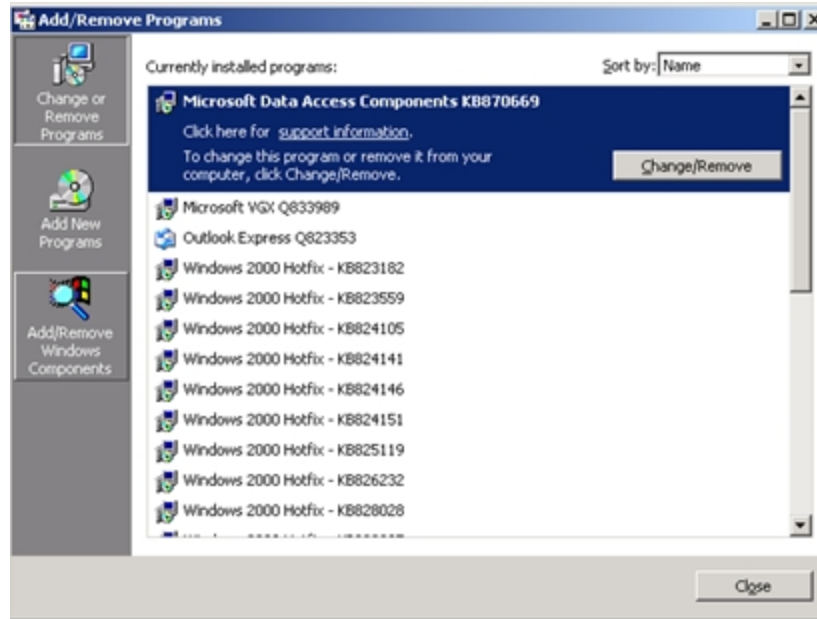 Add/Remove Programs
Change or
Remove
Programs
Add New
Programs
Add/Remove
Windows
Components
Currently installed programs:
Sort by: Name
Microsoft Data Access Components KB870669
Click here for support information.
To change this program or remove it from your
computer, click Change/Remove.
Change/Remove
Microsoft VGX Q833989
Outlook Express Q823353
Windows 2000 Hotfix - KB823182
Windows 2000 Hotfix - KB823559
Windows 2000 Hotfix - KB824105
Windows 2000 Hotfix - KB824141
Windows 2000 Hotfix - KB824146
Windows 2000 Hotfix - KB824151
Windows 2000 Hotfix - KB825119
Windows 2000 Hotfix - KB826232
Windows 2000 Hotfix - KB828028
Close